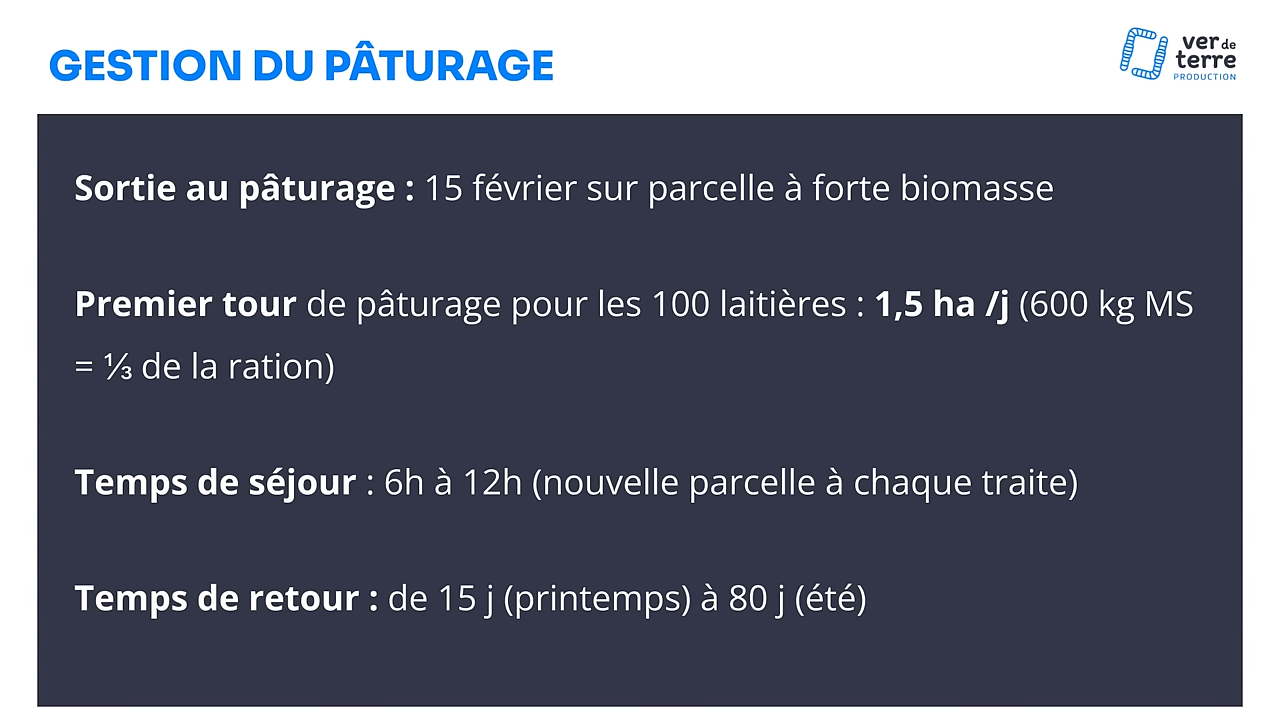 GESTION DU PÂTURAGE
ver de
terre
PRODUCTION
Sortie au pâturage : 15 février sur parcelle à forte biomasse
Premier tour de pâturage pour les 100 laitières : 1,5 ha /j (600 kg MS
= ⅓ de la ration)
Temps de séjour : 6h à 12h (nouvelle parcelle à chaque traite)
Temps de retour : de 15 j (printemps) à 80 j (été)